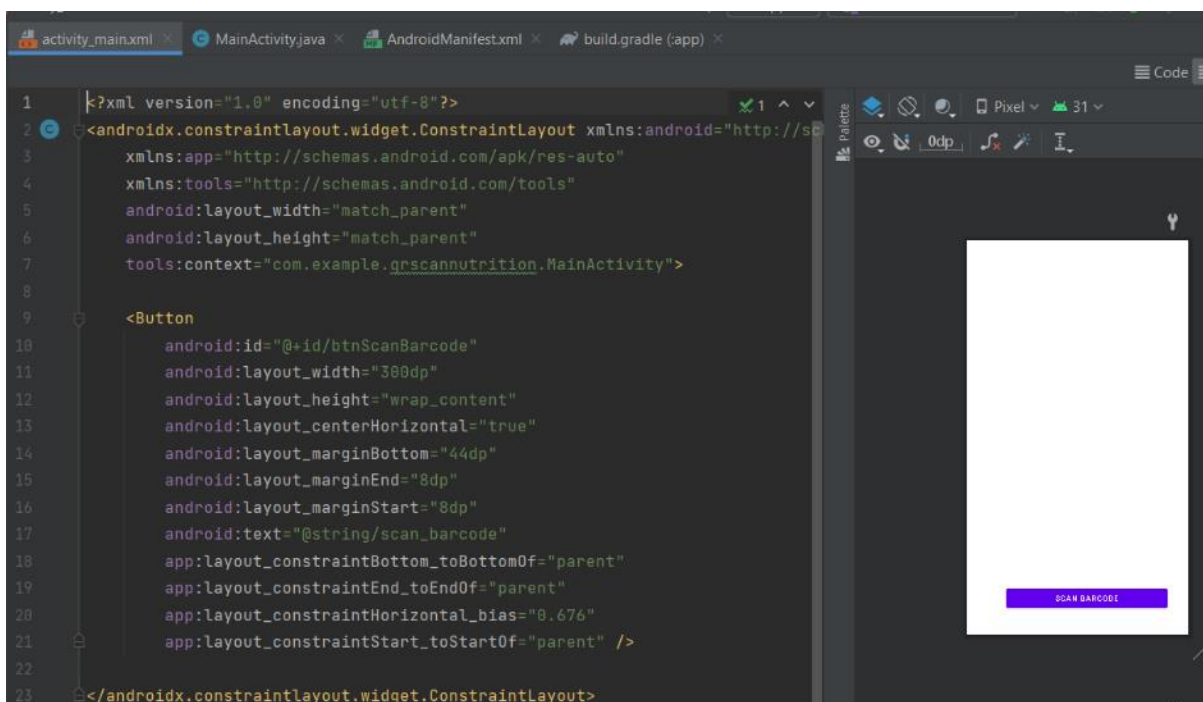 activity_main.xml MainActivity.java AndroidManifest.xml build.gradle (:app)
Code
1 <?xml version="1.0" encoding="utf-8"?> 1
2 <androidx.constraintlayout.widget.ConstraintLayout xmlns:android="http://sc
3 xmlns:app="http://schemas.android.com/apk/res-auto"
4 xmlns:tools="http://schemas.android.com/tools"
5 android:layout_width="match_parent"
6 android:layout_height="match_parent"
7 tools:context="com.example.qrscannutrition.MainActivity">
8
9 <Button
10 android:id="@+id/btnScanBarcode"
11 android:layout_width="300dp"
12 android:layout_height="wrap_content"
13 android:layout_centerHorizontal="true"
14 android:layout_marginBottom="44dp"
15 android:layout_marginEnd="8dp"
16 android:layout_marginStart="8dp"
17 android:text="@string/scan_barcode"
18 app:layout_constraintBottom_toBottomOf="parent"
19 app:layout_constraintEnd_toEndOf="parent"
20 app:layout_constraintHorizontal_bias="0.676"
21 app:layout_constraintStart_toStartOf="parent" />
22
23 </androidx.constraintlayout.widget.ConstraintLayout>
Palette
Pixel 31
0dp
SCAN BARCODE